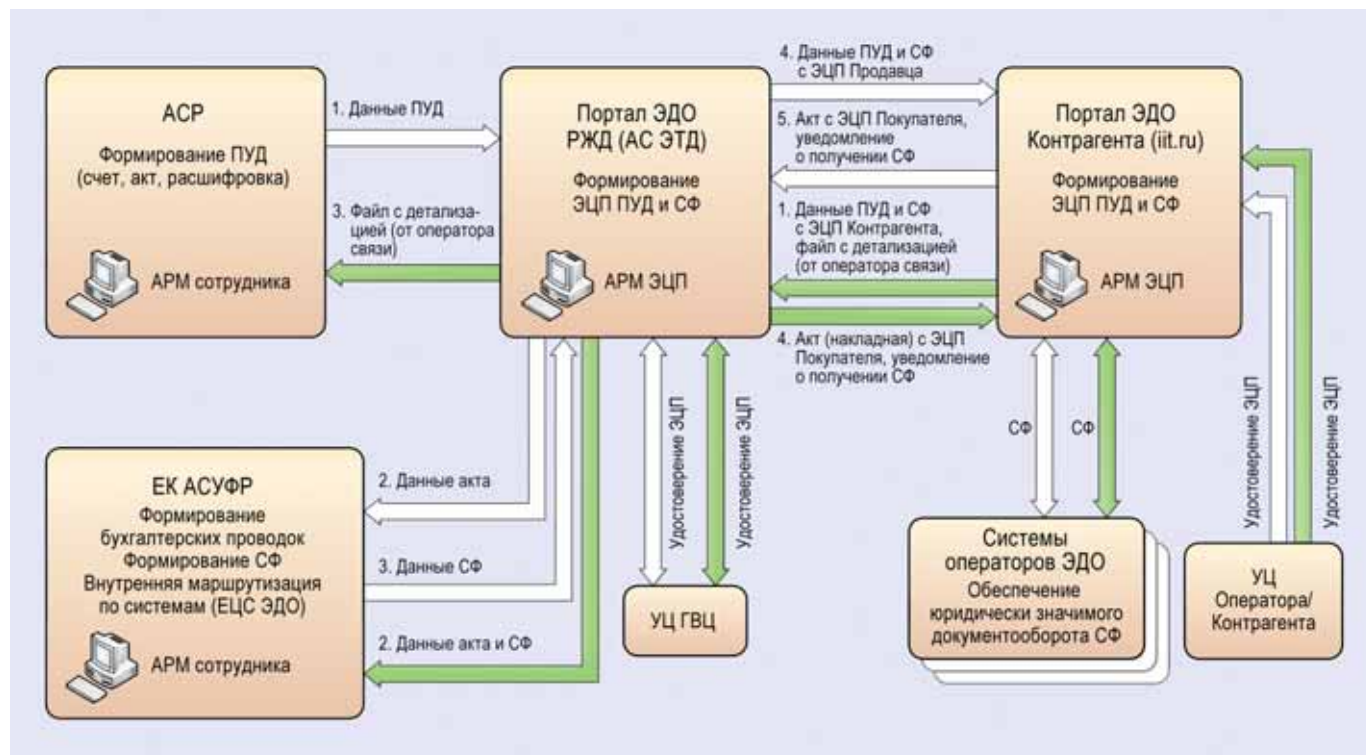 АСР
Формирование ПУД
(счет, акт, расшифровка)
АРМ сотрудника
1. Данные ПУД
3. Файл с детализа-
цией (от оператора
связи)
Портал ЭДО
РЖД (АС ЭТД)
Формирование
ЭЦП ПУД и СФ
АРМ ЭЦП
4. Данные ПУД и СФ
с ЭЦП Продавца
5. Акт с ЭЦП Покупателя,
уведомление
о получении СФ
1. Данные ПУД и СФ
с ЭЦП Контрагента,
файл с детализацией
(от оператора связи)
4. Акт (накладная) с ЭЦП
Покупателя, уведомление
о получении СФ
Портал ЭДО
Контрагента (iit.ru)
Формирование
ЭЦП ПУД и СФ
АРМ ЭЦП
ЕК АСУФР
Формирование
бухгалтерских проводок
Формирование СФ
Внутренняя маршрутизация
по системам (ЕЦС ЭДО)
АРМ сотрудника
2. Данные акта
3. Данные СФ
2. Данные акта и СФ
Удостоверение ЭЦП
Удостоверение ЭЦП
УЦ ГВЦ
СФ
СФ
Системы
операторов ЭДО
Обеспечение
юридически значимого
документооборота СФ
Удостоверение ЭЦП
Удостоверение ЭЦП
УЦ
Оператора/
Контрагента